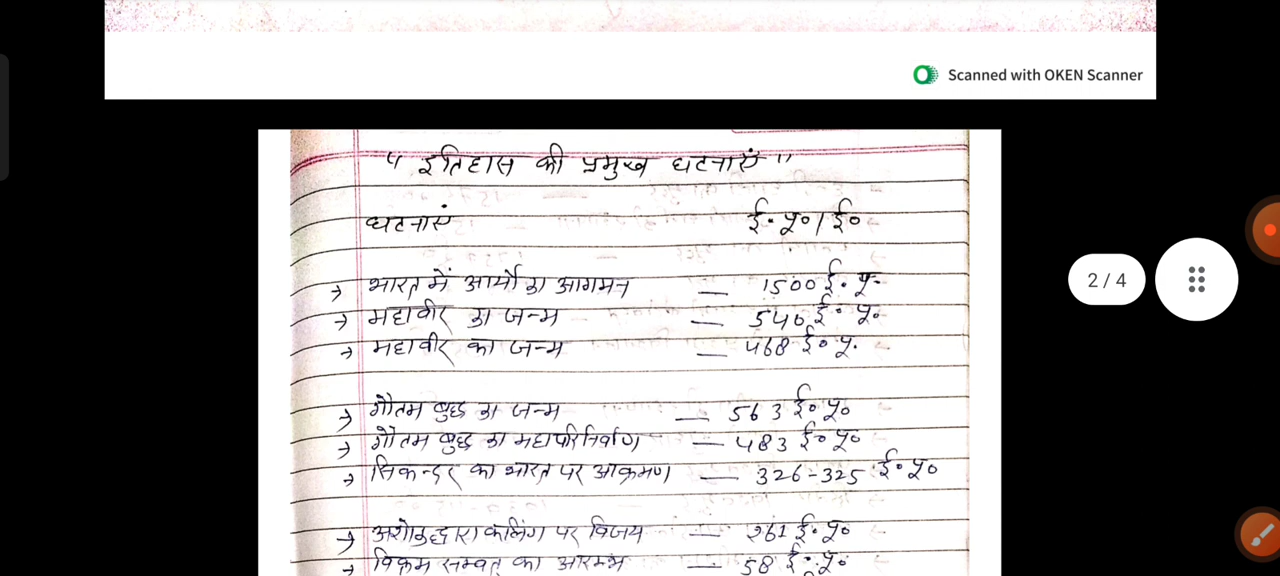 Scanned with OKEN Scanner
" इतिहास की प्रमुख घटनाएं "
घटनाएं ई॰ पू॰ / ई॰
2 / 4
→ भारत में आर्यों का आगमन — 1500 ई॰ पू॰
→ महावीर का जन्म — 540 ई॰ पू॰
→ महावीर का जन्म — 468 ई॰ पू॰
→ गौतम बुद्ध का जन्म — 563 ई॰ पू॰
→ गौतम बुद्ध का महापरिनिर्वाण — 483 ई॰ पू॰
→ सिकन्दर का भारत पर आक्रमण — 326-325 ई॰ पू॰
→ अशोक द्वारा कलिंग पर विजय — 261 ई॰ पू॰
→ विक्रम सम्वत् का आरम्भ — 58 ई॰ पू॰